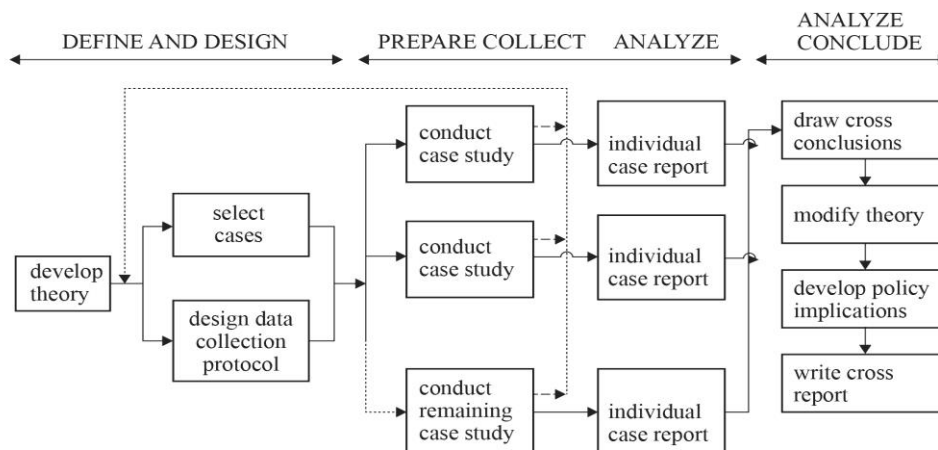 DEFINE AND DESIGN
PREPARE COLLECT
ANALYZE
ANALYZE
CONCLUDE
develop
theory
select
cases
design data
collection
protocol
conduct
case study
conduct
case study
conduct
remaining
case study
individual
case report
individual
case report
individual
case report
draw cross
conclusions
modify theory
develop policy
implications
write cross
report